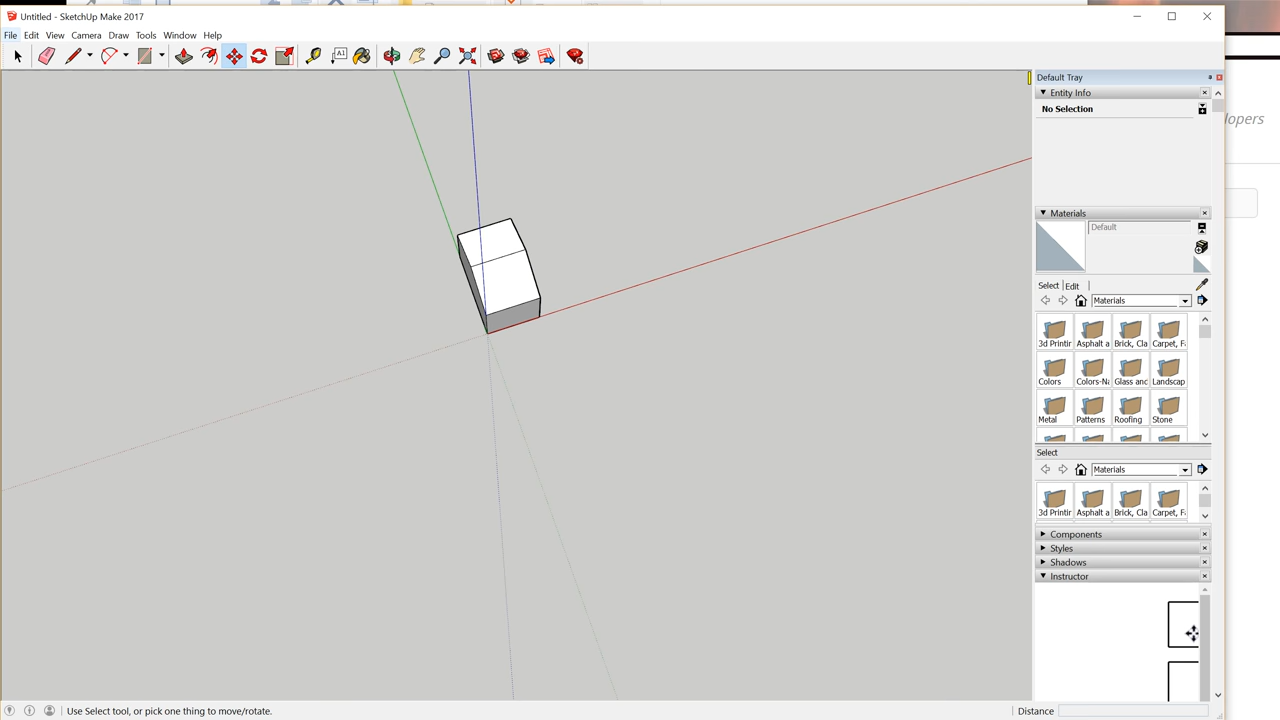 Untitled - SketchUp Make 2017
File Edit View Camera Draw Tools Window Help
A1
Default Tray
Entity Info
No Selection
Materials
Default
Select Edit
Materials
3d Printir Asphalt a Brick, Cla Carpet, Fa
Colors Colors-Na Glass anc Landscap
Metal Patterns Roofing Stone
Select
Materials
3d Printir Asphalt a Brick, Cla Carpet, Fa
Components
Styles
Shadows
Instructor
Use Select tool, or pick one thing to move/rotate.
Distance
lopers